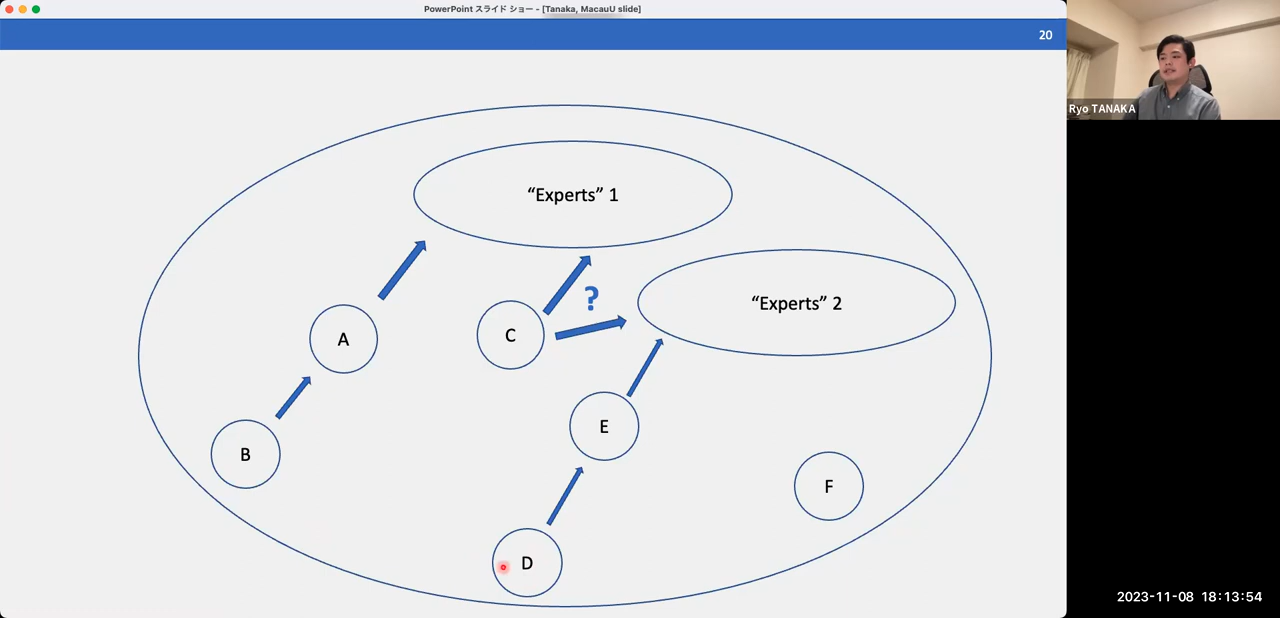 PowerPoint スライド ショー - [Tanaka, MacauU slide]
20
Ryo TANAKA
“Experts” 1
“Experts” 2
?
A
C
E
B
F
D
2023-11-08 18:13:54